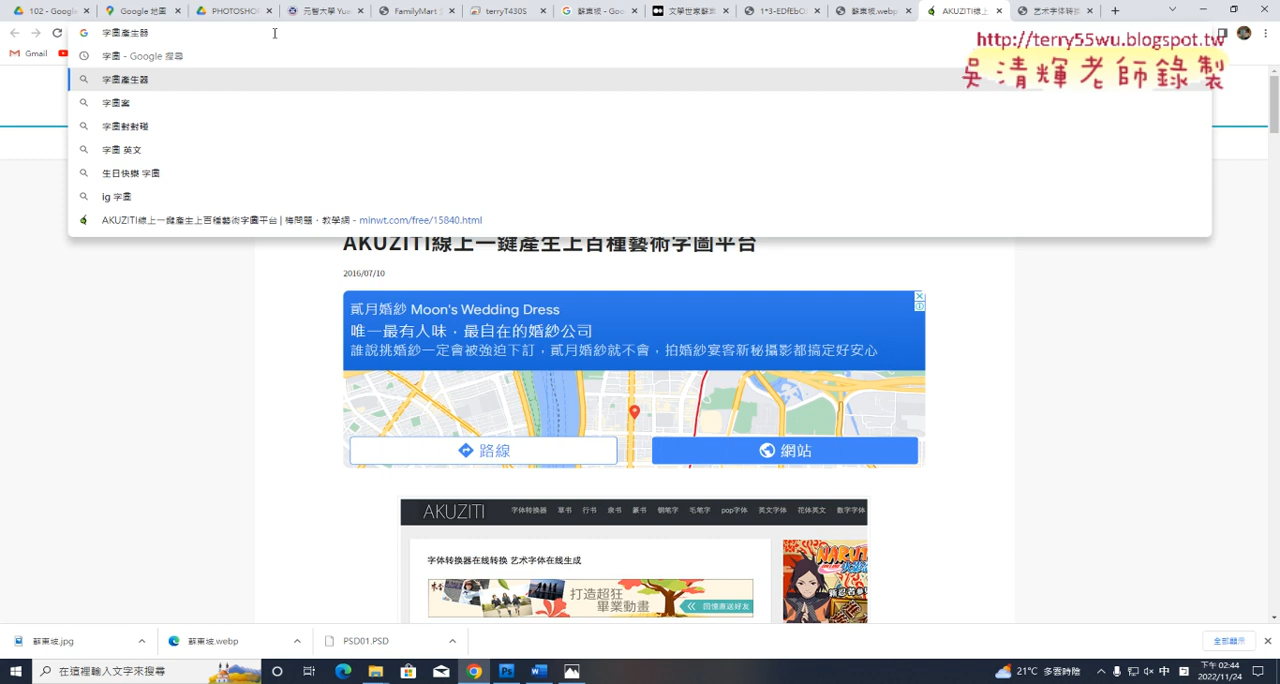 102 - Google
Google 地圖
PHOTOSHO
元智大學 Yua
FamilyMart
terryT430S
蘇東坡 - Goo
文學世家蘇
1*3-EDfEbO
蘇東坡.webp
AKUZITI線上
艺术字体转换
字圖產生器
Gmail
字圖 - Google 搜尋
字圖產生器
字圖案
字圖對對碰
字圖 英文
生日快樂 字圖
ig 字圖
AKUZITI線上一鍵產生上百種藝術字圖平台 | 梅問題．教學網 - minwt.com/free/15840.html
http://terry55wu.blogspot.tw
吳清輝老師錄製
AKUZITI線上一鍵產生上百種藝術字圖平台
2016/07/10
貳月婚紗 Moon's Wedding Dress
唯一最有人味，最自在的婚紗公司
誰說挑婚紗一定會被強迫下訂，貳月婚紗就不會，拍婚紗宴客新秘攝影都搞定好安心
路線
網站
AKUZITI 字体转换器 草书 行书 隶书 篆书 钢笔字 毛笔字 pop字体 英文字体 花体英文 数字字体
字体转换器在线转换 艺术字体在线生成
打造超狂
畢業動畫
回憶直送好友
NARUTO
蘇東坡.jpg
蘇東坡.webp
PSD01.PSD
全部顯示
在這裡輸入文字來搜尋
21°C 多雲時陰
中
下午 02:44
2022/11/24